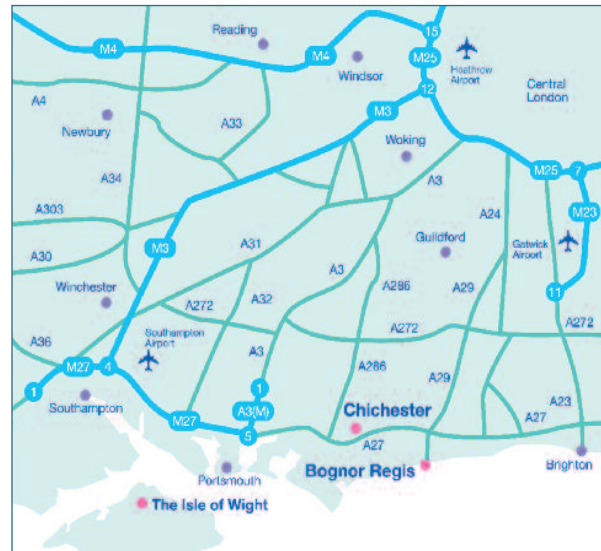 Reading
15
M4
M4
M25
Windsor
Heathrow
Airport
Central
London
A4
12
M3
Newbury
A33
Woking
A34
A3
M25
7
A303
A24
M23
M3
A31
Guildford
Gatwick
Airport
A30
A3
A286
A29
Winchester
11
A32
A272
A36
Southampton
Airport
A272
A272
A3
M27
4
A286
A29
1
1
Southampton
A3(M)
Chichester
A23
M27
A27
5
A27
Portsmouth
Bognor Regis
Brighton
The Isle of Wight